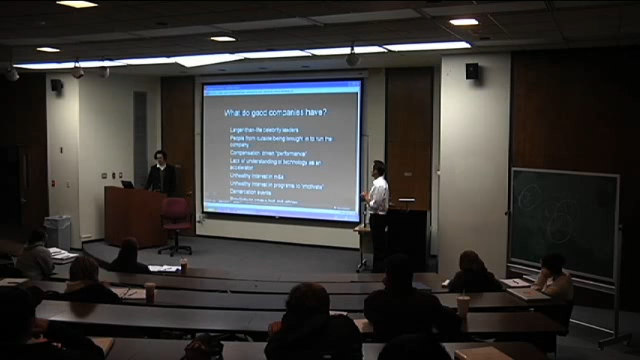 What do good companies have?
Larger-than-life celebrity leaders
People from outside being brought in to run the
company
Compensation driven "performance"
Lack of understanding of technology as an
accelerator
Unhealthy interest in m&a
Unhealthy interest in programs to "motivate"
Demarcation events